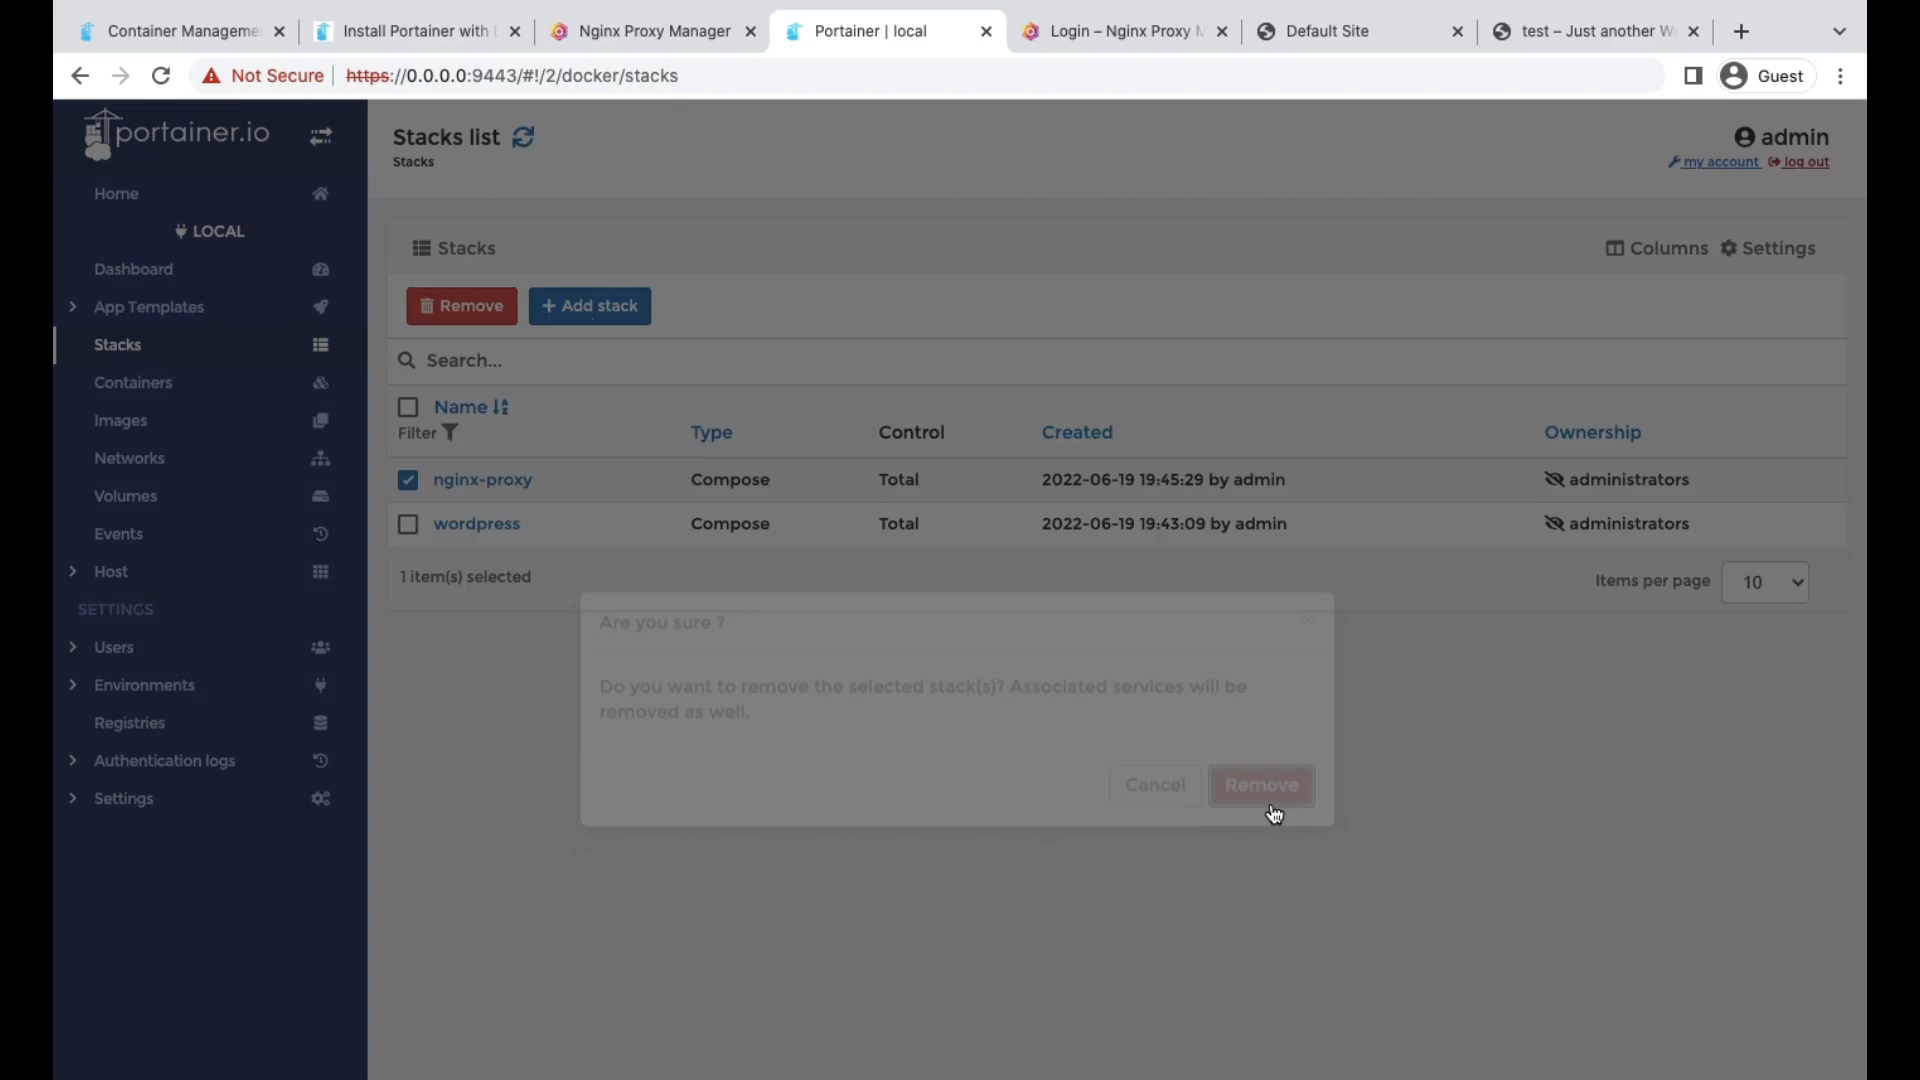 Container Manageme
Install Portainer with
Nginx Proxy Manager
Portainer | local
Login – Nginx Proxy M
Default Site
test – Just another W
Not Secure
https://0.0.0.0:9443/#!/2/docker/stacks
Guest
portainer.io
Stacks list
Stacks
admin
my account
log out
Home
LOCAL
Dashboard
App Templates
Stacks
Containers
Images
Networks
Volumes
Events
Host
SETTINGS
Users
Environments
Registries
Authentication logs
Settings
Stacks
Columns
Settings
Remove
+ Add stack
Search...
Name
Filter
Type
Control
Created
Ownership
nginx-proxy
Compose
Total
2022-06-19 19:45:29 by admin
administrators
wordpress
Compose
Total
2022-06-19 19:43:09 by admin
administrators
1 item(s) selected
Items per page
10
Are you sure ?
Do you want to remove the selected stack(s)? Associated services will be
removed as well.
Cancel
Remove